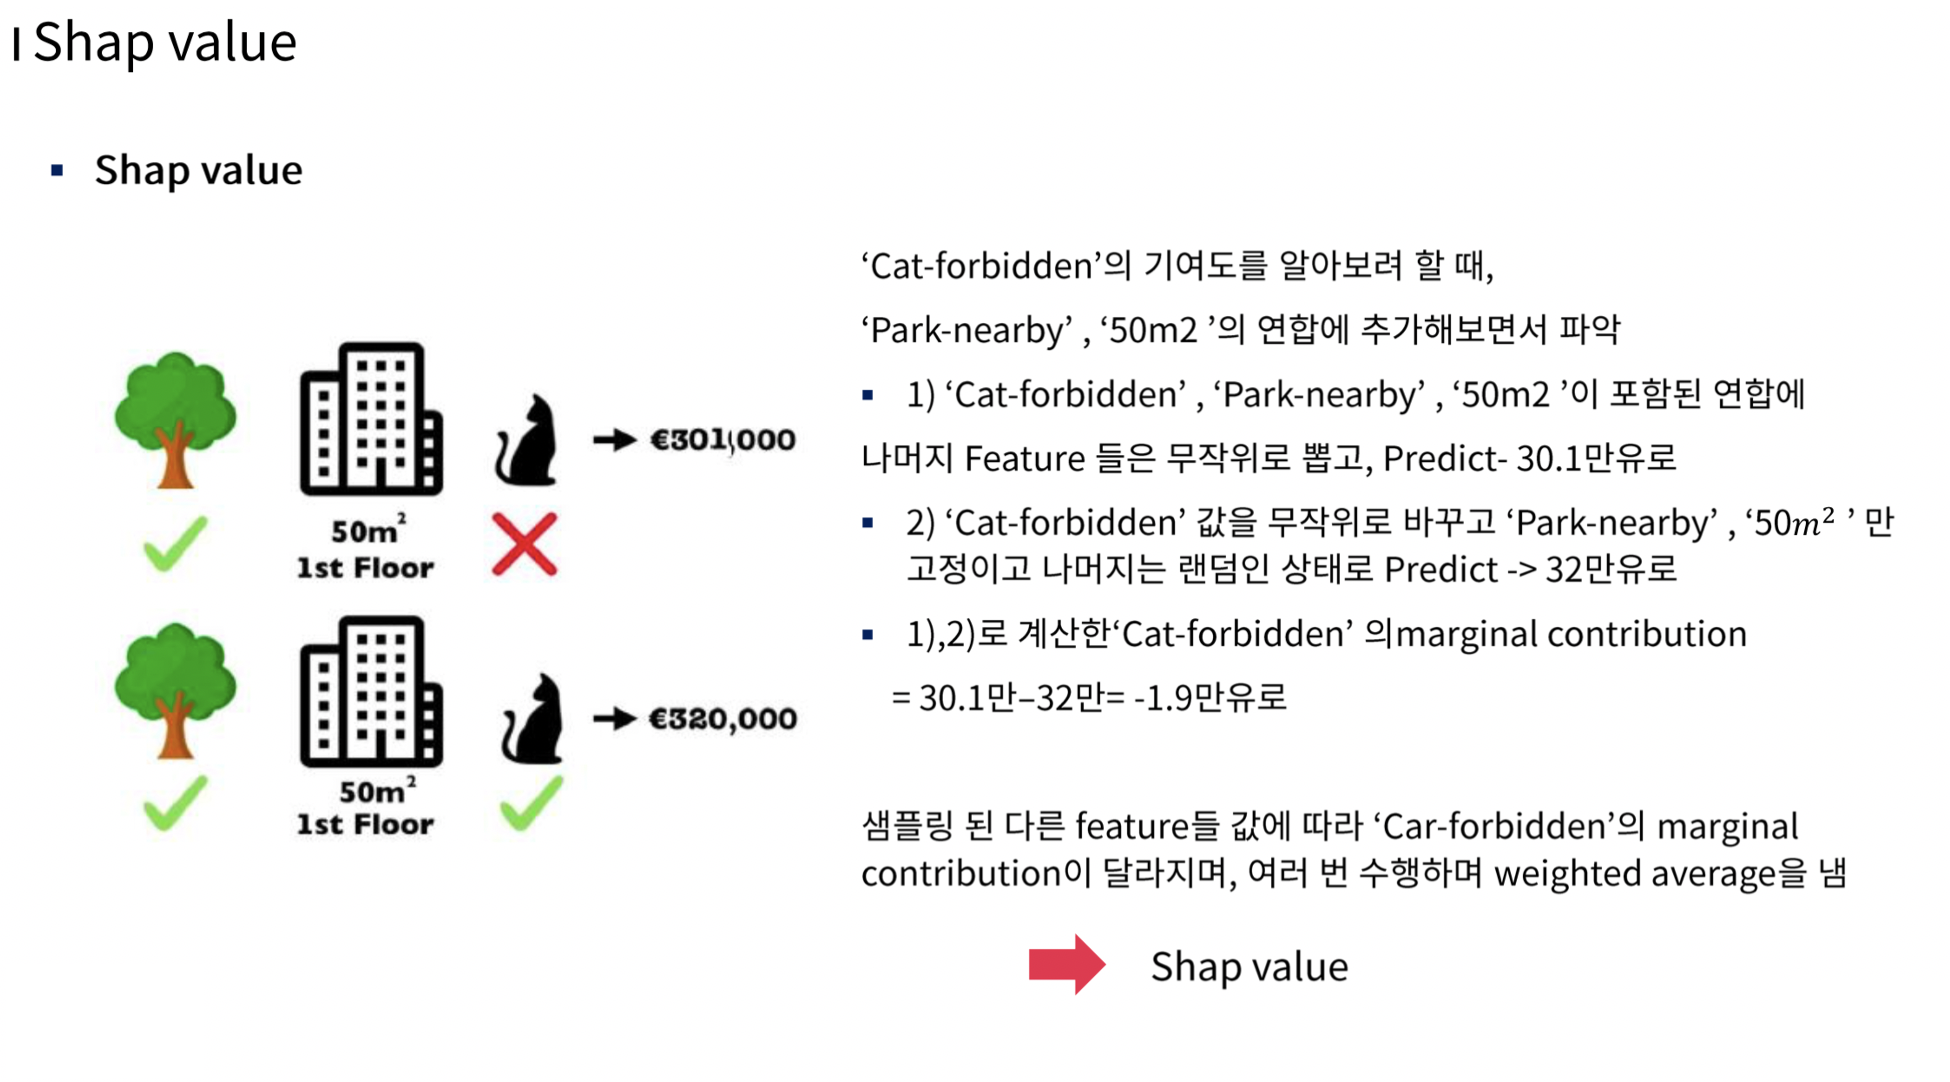 I Shap value
▪ Shap value
€301,000
50m²
1st Floor
€320,000
50m²
1st Floor
‘Cat-forbidden’의 기여도를 알아보려 할 때,
‘Park-nearby’ , ‘50m2 ’의 연합에 추가해보면서 파악
▪ 1) ‘Cat-forbidden’ , ‘Park-nearby’ , ‘50m2 ’이 포함된 연합에
나머지 Feature 들은 무작위로 뽑고, Predict- 30.1만유로
▪ 2) ‘Cat-forbidden’ 값을 무작위로 바꾸고 ‘Park-nearby’ , ‘50m² ’ 만
고정이고 나머지는 랜덤인 상태로 Predict -> 32만유로
▪ 1),2)로 계산한‘Cat-forbidden’ 의marginal contribution
= 30.1만–32만= -1.9만유로
샘플링 된 다른 feature들 값에 따라 ‘Car-forbidden’의 marginal
contribution이 달라지며, 여러 번 수행하며 weighted average을 냄
Shap value